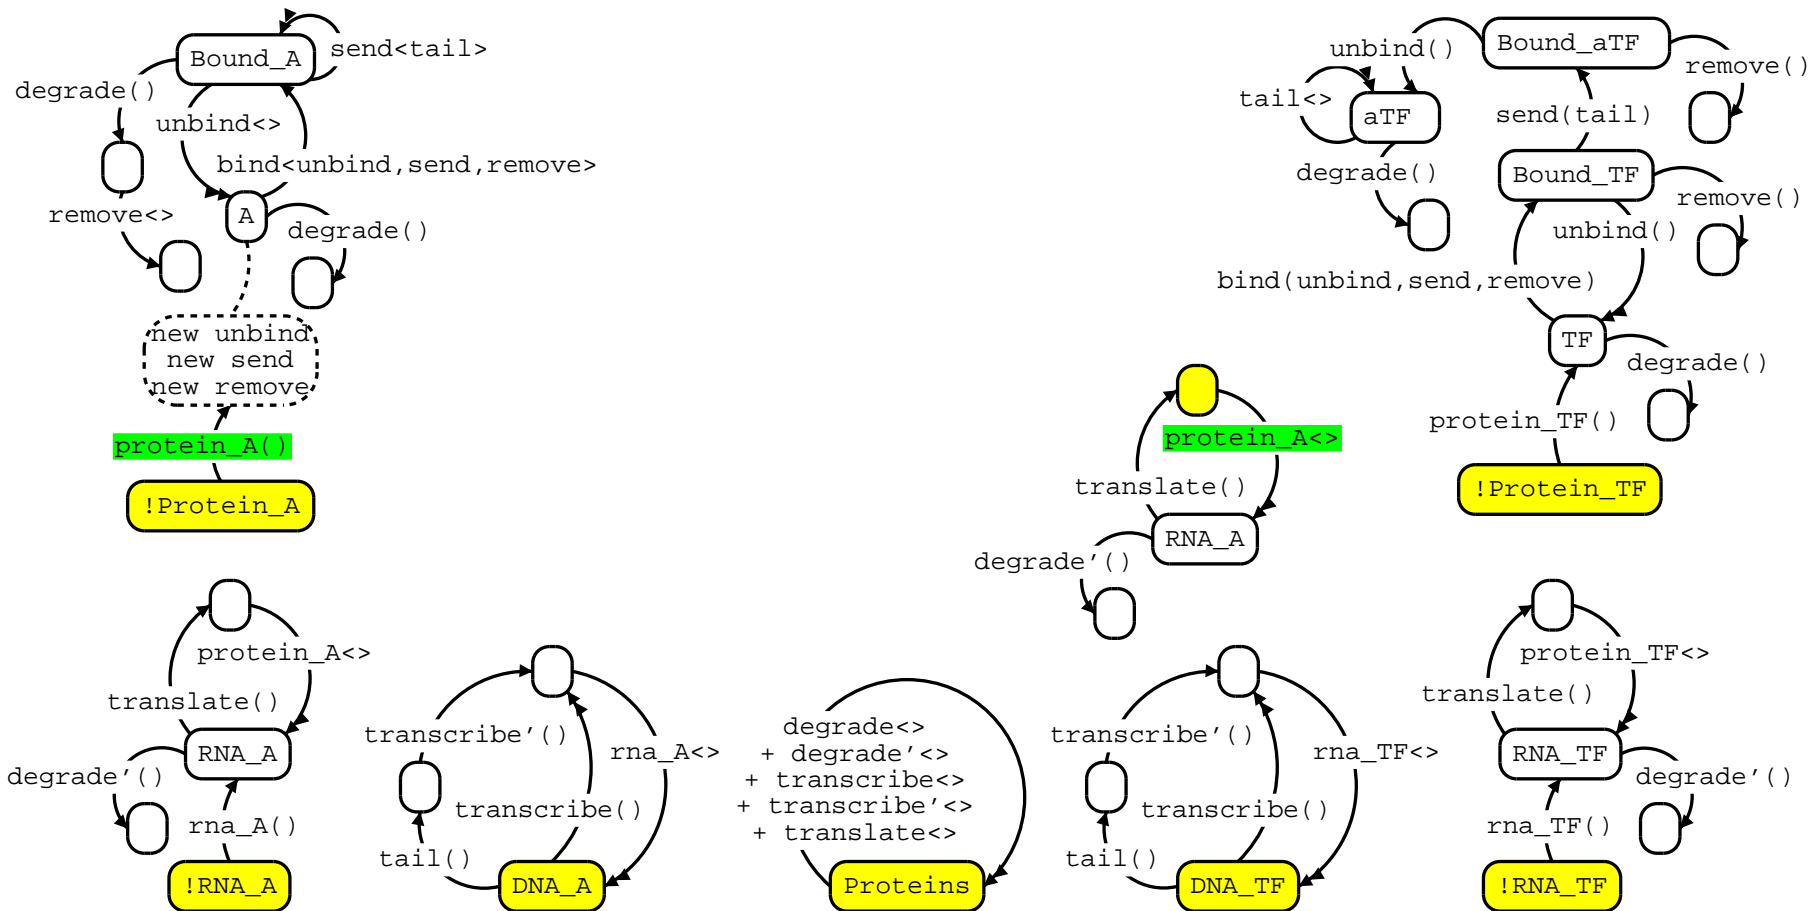 Bound_A
send<tail>
degrade()
unbind<>
bind<unbind,send,remove>
remove<>
A
degrade()
new unbind
new send
new remove
protein_A()
!Protein_A
unbind()
Bound_aTF
remove()
tail<>
aTF
send(tail)
degrade()
Bound_TF
remove()
unbind()
bind(unbind,send,remove)
TF
degrade()
protein_TF()
!Protein_TF
protein_A<>
translate()
RNA_A
degrade'()
protein_A<>
translate()
RNA_A
degrade'()
rna_A()
!RNA_A
transcribe'()
rna_A<>
transcribe()
tail()
DNA_A
degrade<>
+ degrade'<>
+ transcribe<>
+ transcribe'<>
+ translate<>
Proteins
transcribe'()
rna_TF<>
transcribe()
tail()
DNA_TF
protein_TF<>
translate()
RNA_TF
degrade'()
rna_TF()
!RNA_TF